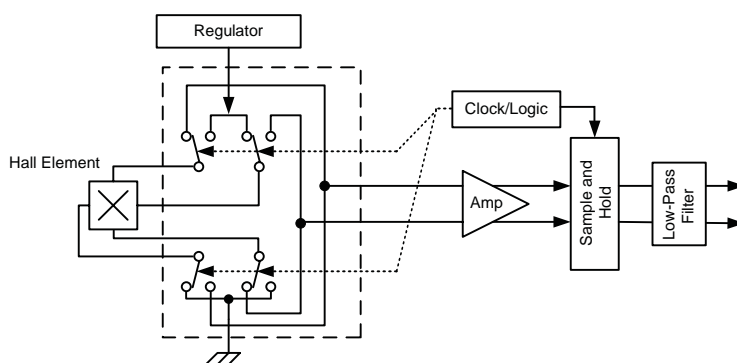 Regulator
Clock/Logic
Hall Element
Amp
Sample and
Hold
Low-Pass
Filter